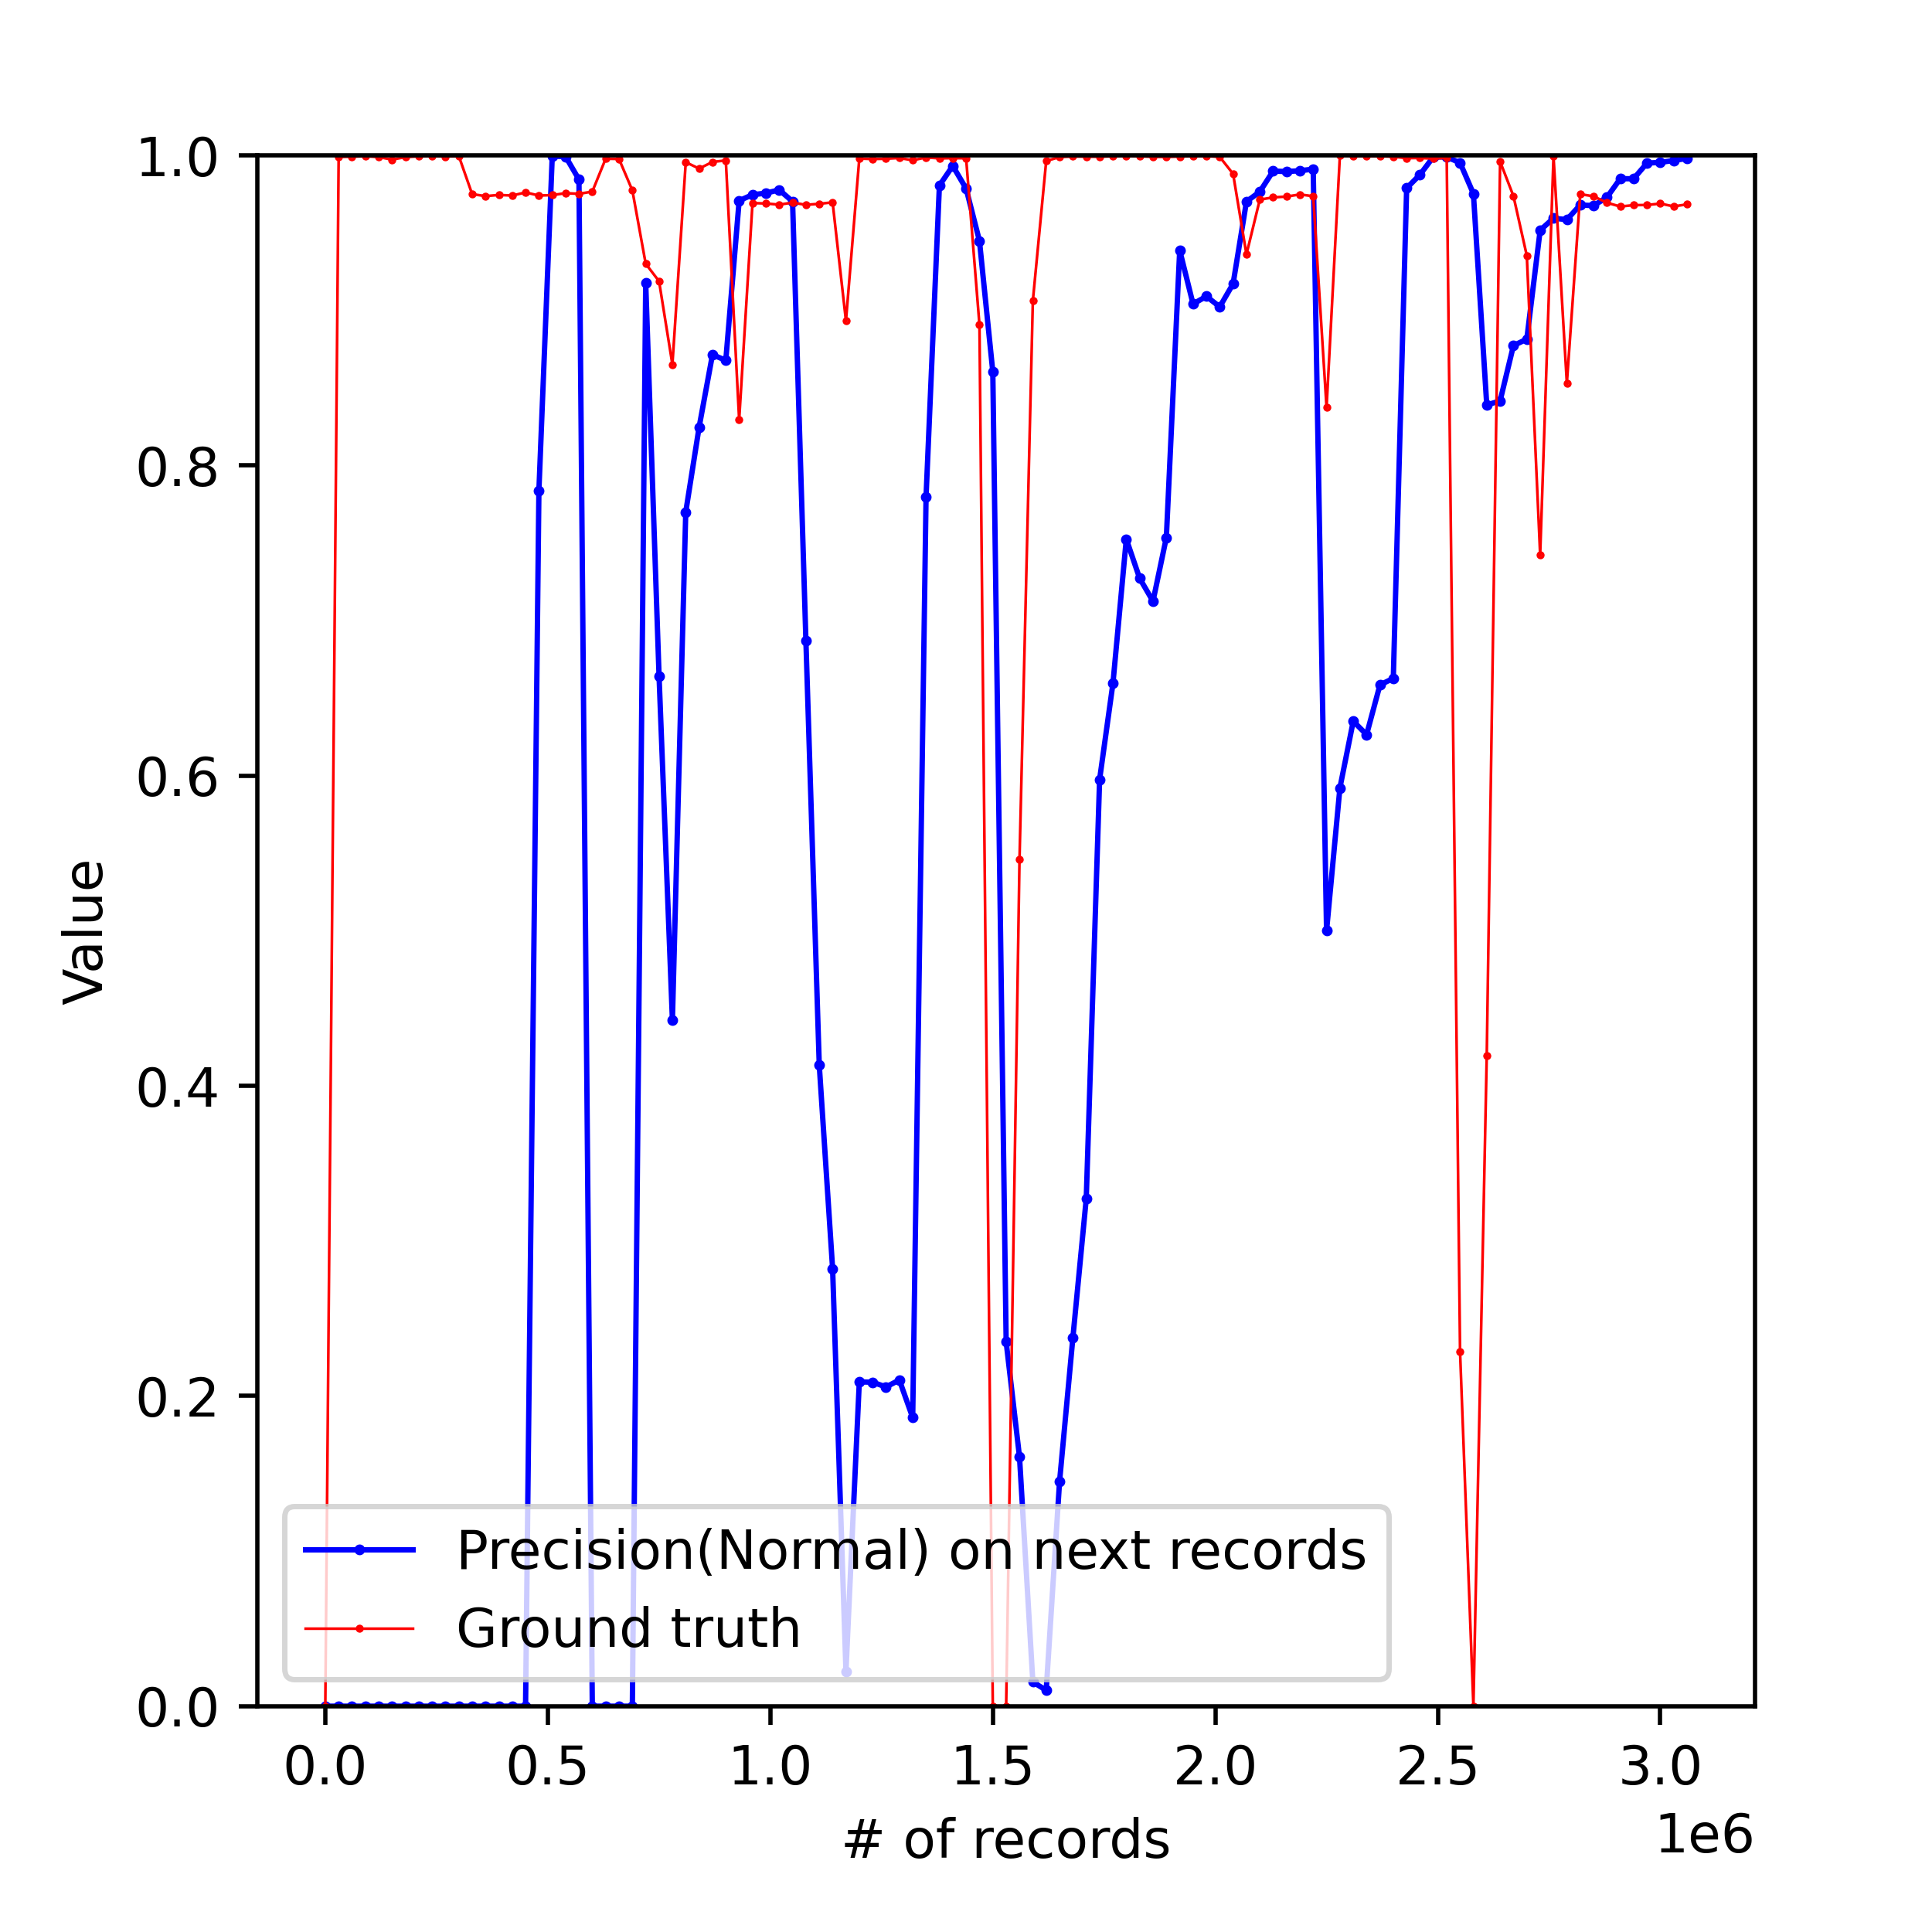 1.0
0.8
0.6
0.4
0.2
0.0
Value
Precision(Normal) on next records
Ground truth
0.0 0.5 1.0 1.5 2.0 2.5 3.0
# of records
1e6